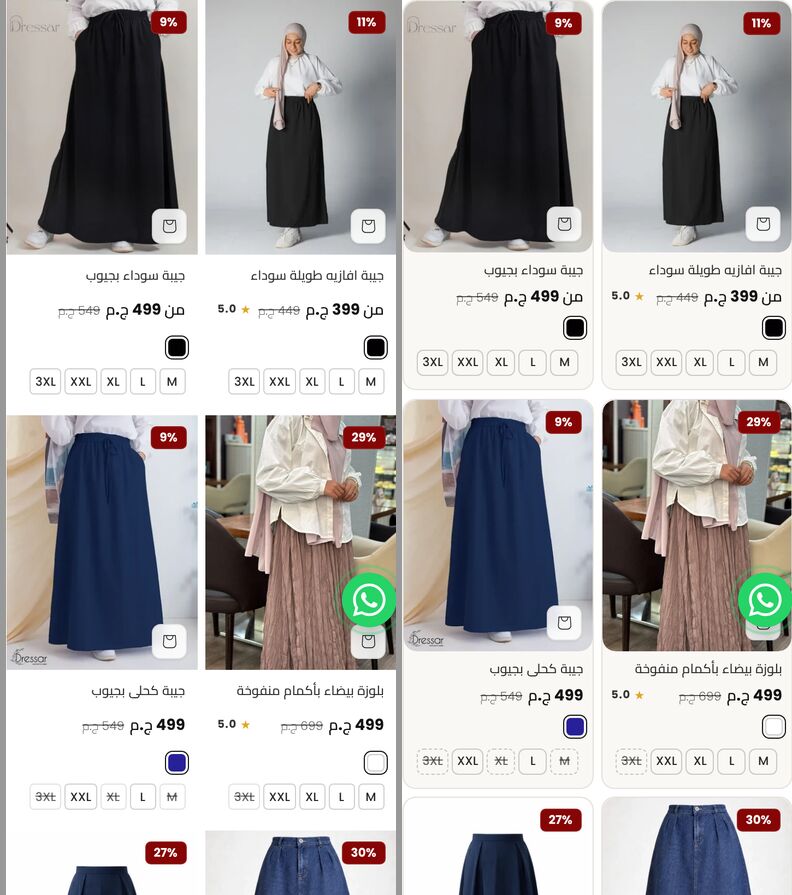 Dressar
9%
11%
جيبة سوداء بجيوب
من 499 ج.م 549 ج.م
3XL XXL XL L M
جيبة افازيه طويلة سوداء
من 399 ج.م 449 ج.م ★ 5.0
3XL XXL XL L M
9%
29%
Dressar
جيبة كحلى بجيوب
499 ج.م 549 ج.م
3XL XXL XL L M
بلوزة بيضاء بأكمام منفوخة
499 ج.م 699 ج.م ★ 5.0
3XL XXL XL L M
27%
30%
Dressar
9%
11%
جيبة سوداء بجيوب
من 499 ج.م 549 ج.م
3XL XXL XL L M
جيبة افازيه طويلة سوداء
من 399 ج.م 449 ج.م ★ 5.0
3XL XXL XL L M
9%
29%
Dressar
جيبة كحلى بجيوب
499 ج.م 549 ج.م
3XL XXL XL L M
بلوزة بيضاء بأكمام منفوخة
499 ج.م 699 ج.م ★ 5.0
3XL XXL XL L M
27%
30%